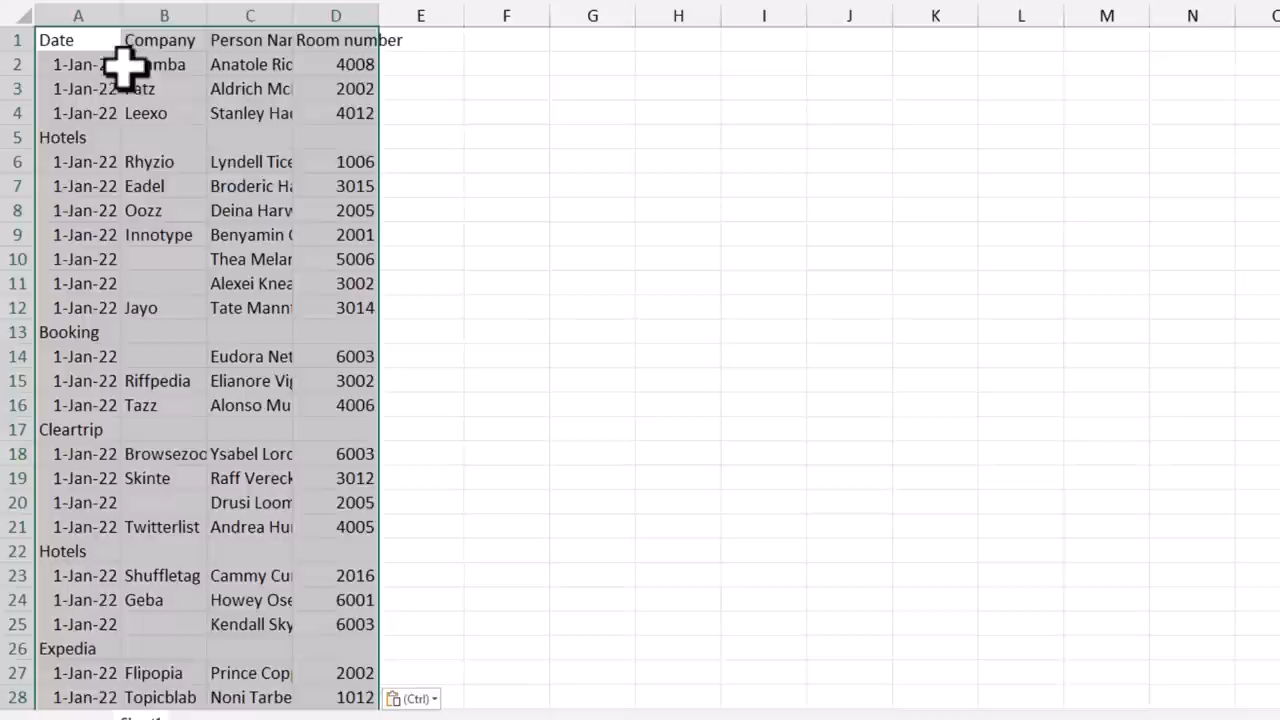 A B C D E F G H I J K L M N
1 Date Company Person Nar Room number
2 1-Jan-2 mba Anatole Ric 4008
3 1-Jan-22 atz Aldrich Mc 2002
4 1-Jan-22 Leexo Stanley Hac 4012
5 Hotels
6 1-Jan-22 Rhyzio Lyndell Tice 1006
7 1-Jan-22 Eadel Broderic Ha 3015
8 1-Jan-22 Oozz Deina Harw 2005
9 1-Jan-22 Innotype Benyamin 2001
10 1-Jan-22 Thea Melar 5006
11 1-Jan-22 Alexei Knea 3002
12 1-Jan-22 Jayo Tate Mann 3014
13 Booking
14 1-Jan-22 Eudora Net 6003
15 1-Jan-22 Riffpedia Elianore Vi 3002
16 1-Jan-22 Tazz Alonso Mu 4006
17 Cleartrip
18 1-Jan-22 Browsezoo Ysabel Lord 6003
19 1-Jan-22 Skinte Raff Vereck 3012
20 1-Jan-22 Drusi Loom 2005
21 1-Jan-22 Twitterlist Andrea Hur 4005
22 Hotels
23 1-Jan-22 Shuffletag Cammy Cur 2016
24 1-Jan-22 Geba Howey Ose 6001
25 1-Jan-22 Kendall Sky 6003
26 Expedia
27 1-Jan-22 Flipopia Prince Cop 2002
28 1-Jan-22 Topicblab Noni Tarbe 1012 (Ctrl)